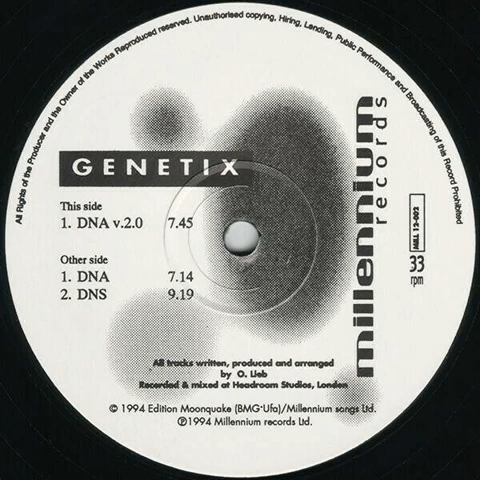 All Rights of the Producer and the Owner of the Works Reproduced reserved. Unauthorised copying, Hiring, Lending, Public Performance and Broadcasting of this Record Prohibited
GENETIX
This side
1. DNA v.2.0 7.45
Other side
1. DNA 7.14
2. DNS 9.19
millennium
records
MILL 12-002
33
rpm
All tracks written, produced and arranged
by O. Lieb
Recorded & mixed at Headroom Studios, London
© 1994 Edition Moonquake (BMG·Ufa)/Millennium songs Ltd.
℗1994 Millennium records Ltd.